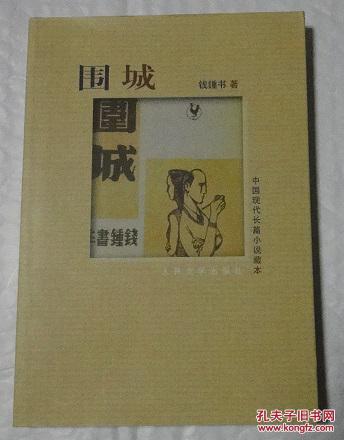 围城
钱锺书 著
圍城
錢鍾書
中国现代长篇小说藏本
人民文学出版社
孔夫子旧书网
www.kongfz.com